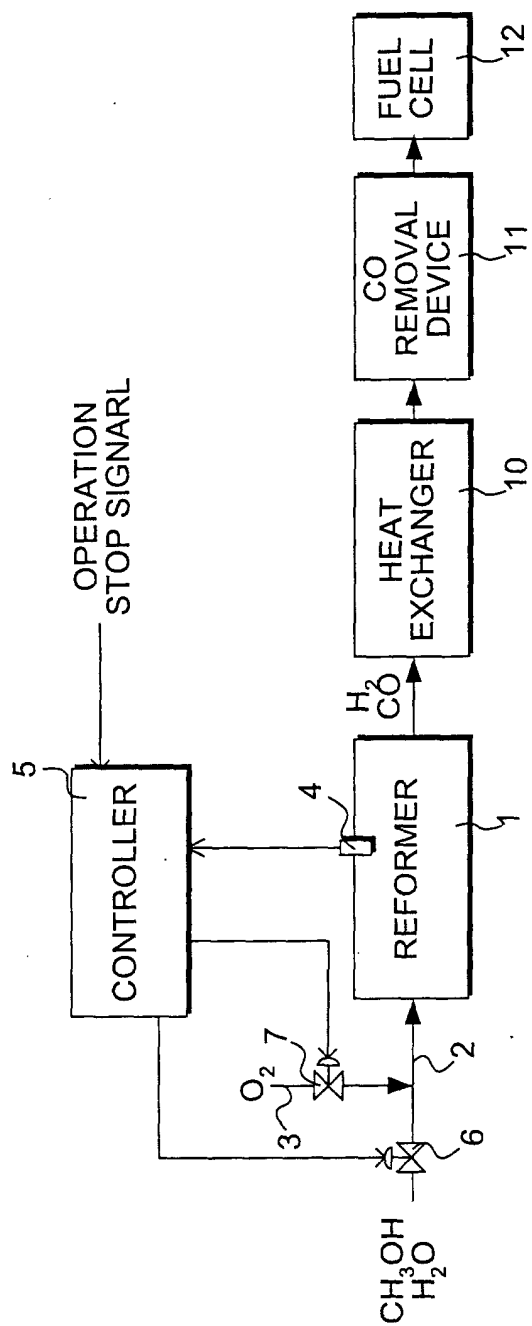 OPERATION
STOP SIGNARL
5
CONTROLLER
O2
7
3
4
H2
CO
CH3OH
H2O
6
2
REFORMER
1
HEAT
EXCHANGER
10
CO
REMOVAL
DEVICE
11
FUEL
CELL
12